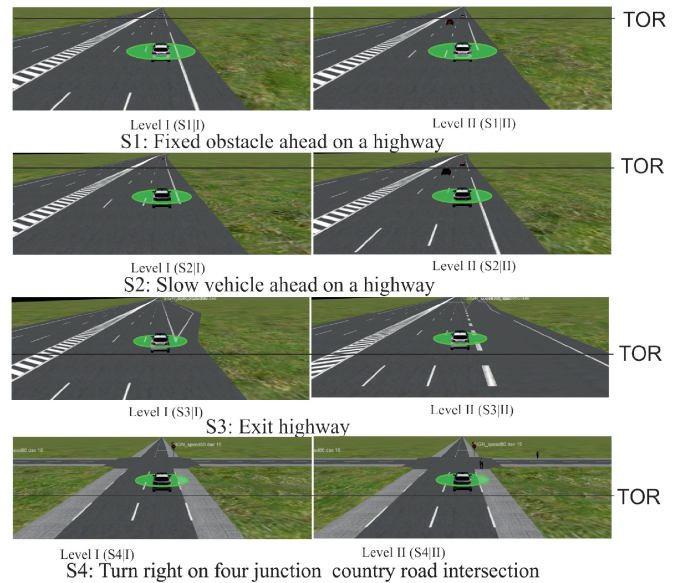 TOR
Level I (S1|I) Level II (S1|II)
S1: Fixed obstacle ahead on a highway
TOR
Level I (S2|I) Level II (S2|II)
S2: Slow vehicle ahead on a highway
TOR
Level I (S3|I) Level II (S3|II)
S3: Exit highway
TOR
Level I (S4|I) Level II (S4|II)
S4: Turn right on four junction country road intersection